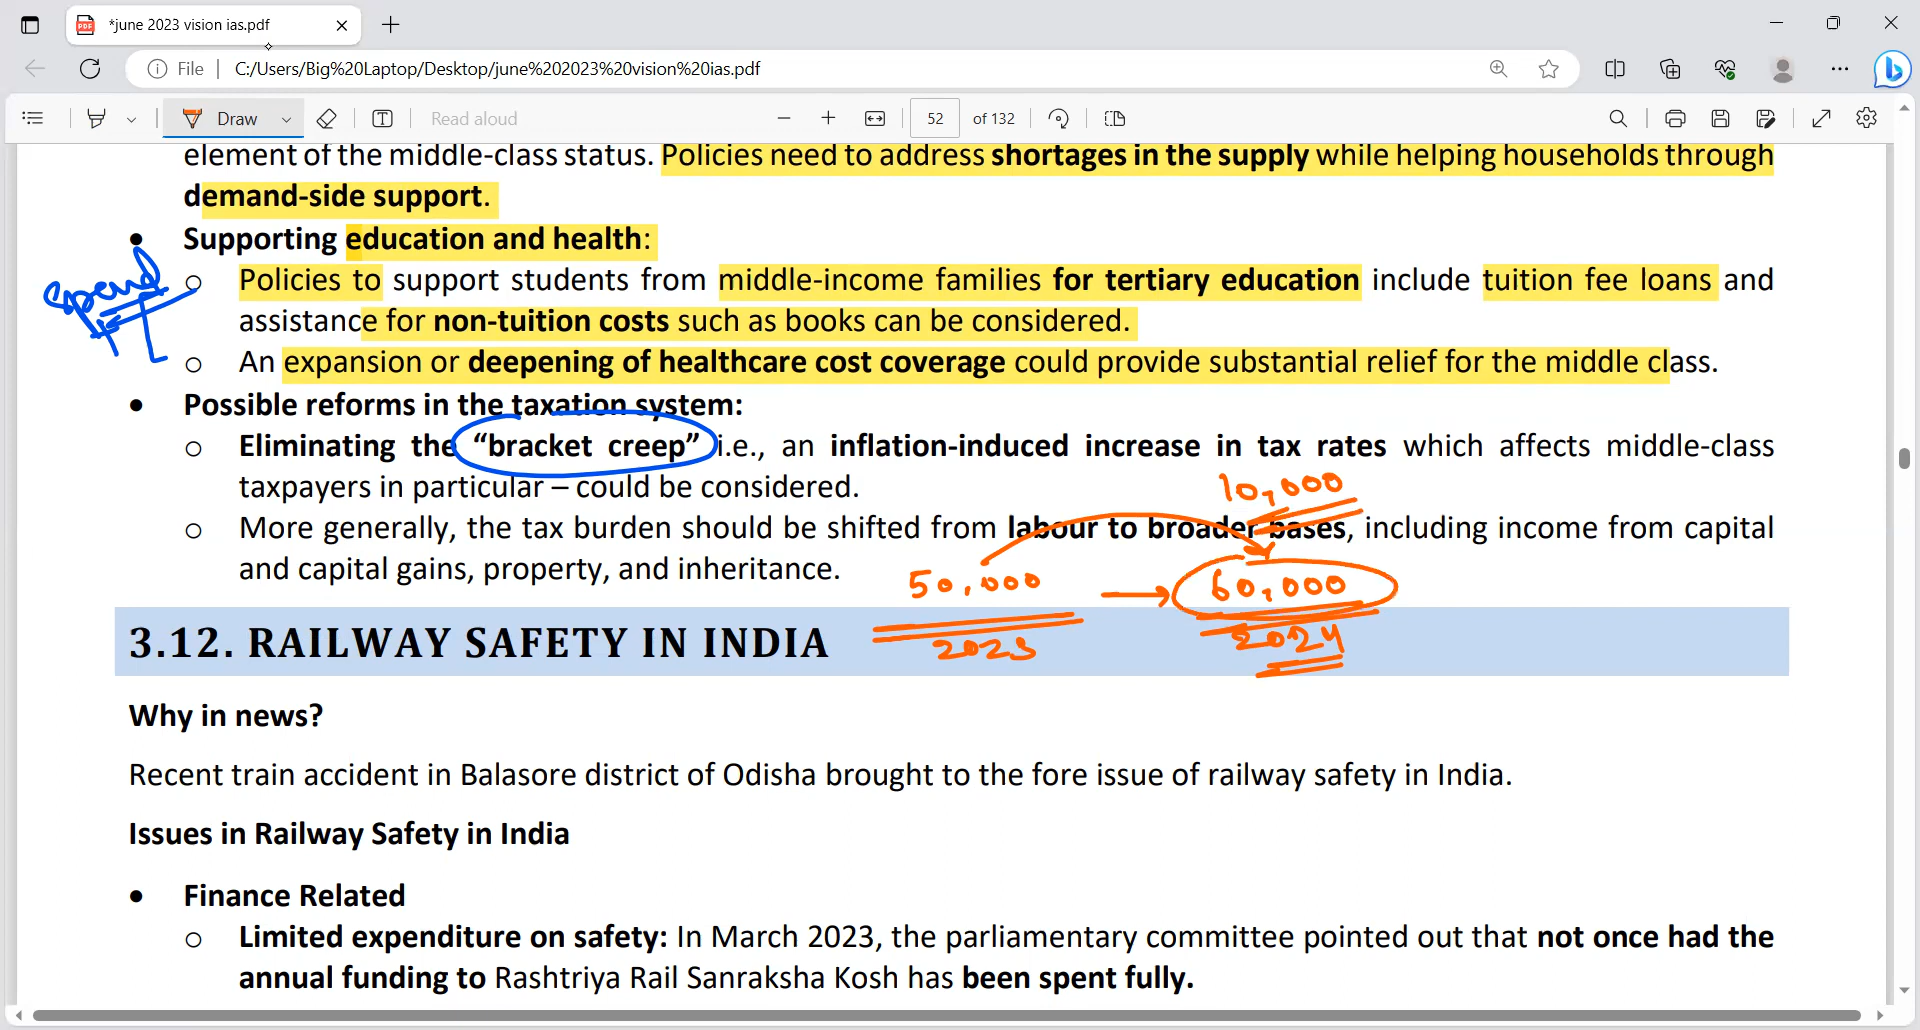 *june 2023 vision ias.pdf
File | C:/Users/Big%20Laptop/Desktop/june%202023%20vision%20ias.pdf
Draw Read aloud 52 of 132
element of the middle-class status. Policies need to address shortages in the supply while helping households through
demand-side support.
• Supporting education and health:
Spend
o Policies to support students from middle-income families for tertiary education include tuition fee loans and
assistance for non-tuition costs such as books can be considered.
o An expansion or deepening of healthcare cost coverage could provide substantial relief for the middle class.
• Possible reforms in the taxation system:
o Eliminating the “bracket creep” i.e., an inflation-induced increase in tax rates which affects middle-class
taxpayers in particular – could be considered.
10,000
o More generally, the tax burden should be shifted from labour to broader bases, including income from capital
and capital gains, property, and inheritance.
50,000 → 60,000
3.12. RAILWAY SAFETY IN INDIA
2023 2024
Why in news?
Recent train accident in Balasore district of Odisha brought to the fore issue of railway safety in India.
Issues in Railway Safety in India
• Finance Related
o Limited expenditure on safety: In March 2023, the parliamentary committee pointed out that not once had the
annual funding to Rashtriya Rail Sanraksha Kosh has been spent fully.